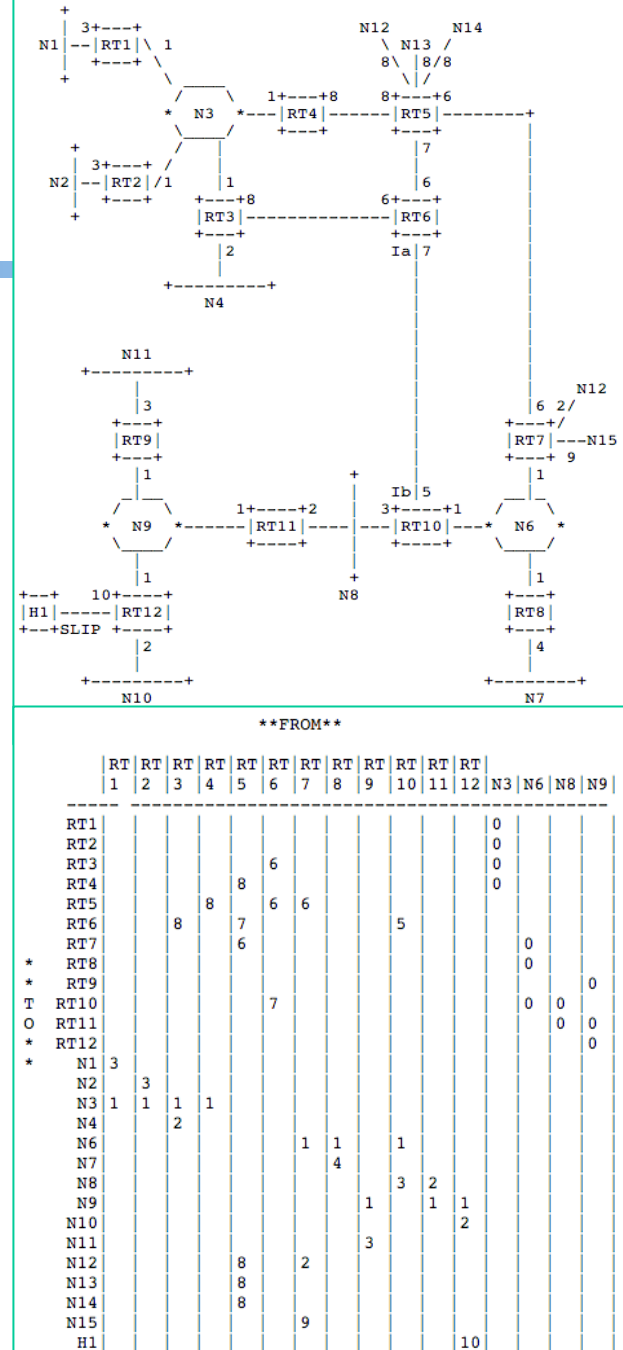 +
     | 3+---+                     N12      N14
   N1|--|RT1|\ 1                    \ N13 /
     |  +---+ \                     8\ |8/8
     +         \ ____                 \|/
                /    \   1+---+8    8+---+6
               *  N3  *---|RT4|------|RT5|--------+
                \____/    +---+      +---+        |
     +         /   |                   |7         |
     | 3+---+ /    |                   |          |
   N2|--|RT2|/1    |1                  |6         |
     |  +---+    +---+8             6+---+        |
     +           |RT3|--------------|RT6|         |
                 +---+              +---+         |
                   |2               Ia|7          |
                   |                  |           |
              +---------+             |           |
                  N4                  |           |
                                      |           |
          N11                         |           |
      +---------+                     |           |
           |                          |           |    N12
           |3                         |           |6 2/
         +---+                        |         +---+/
         |RT9|                        |         |RT7|---N15
         +---+                        |         +---+ 9
           |1                   +     |           |1
          _|__                  |   Ib|5         _|_
         /    \      1+----+2   |  3+----+1     /    \
        *  N9  *------|RT11|----|---|RT10|---*    N6  *
         \____/       +----+    |   +----+     \____/
           |                    |                 |
           |1                   +                 |1
 +--+   10+----+               N8               +---+
 |H1|-----|RT12|                                |RT8|
 +--+SLIP +----+                                +---+
           |2                                     |4
           |                                      |
      +---------+                             +--------+
          N10                                     N7
**FROM**
|RT|RT|RT|RT|RT|RT|RT|RT|RT|RT|RT|RT|
|1 |2 |3 |4 |5 |6 |7 |8 |9 |10|11|12|N3|N6|N8|N9|
----- ---------------------------------------------
RT1| | | | | | | | | | | | |0 | | | |
RT2| | | | | | | | | | | | |0 | | | |
RT3| | | | | |6 | | | | | | |0 | | | |
RT4| | | | |8 | | | | | | | |0 | | | |
RT5| | | |8 | |6 |6 | | | | | | | | | |
RT6| | |8 | |7 | | | | |5 | | | | | | |
RT7| | | | |6 | | | | | | | | |0 | | |
* RT8| | | | | | | | | | | | | |0 | | |
* RT9| | | | | | | | | | | | | | | |0 |
T RT10| | | | | |7 | | | | | | | |0 |0 | |
O RT11| | | | | | | | | | | | | | |0 |0 |
* RT12| | | | | | | | | | | | | | | |0 |
* N1|3 | | | | | | | | | | | | | | | |
N2| |3 | | | | | | | | | | | | | | |
N3|1 |1 |1 |1 | | | | | | | | | | | | |
N4| | |2 | | | | | | | | | | | | | |
N6| | | | | | |1 |1 | |1 | | | | | | |
N7| | | | | | | |4 | | | | | | | | |
N8| | | | | | | | | |3 |2 | | | | | |
N9| | | | | | | | |1 | |1 |1 | | | | |
N10| | | | | | | | | | | |2 | | | | |
N11| | | | | | | | |3 | | | | | | | |
N12| | | | |8 | |2 | | | | | | | | | |
N13| | | | |8 | | | | | | | | | | | |
N14| | | | |8 | | | | | | | | | | | |
N15| | | | | | |9 | | | | | | | | | |
H1| | | | | | | | | | | |10| | | | |